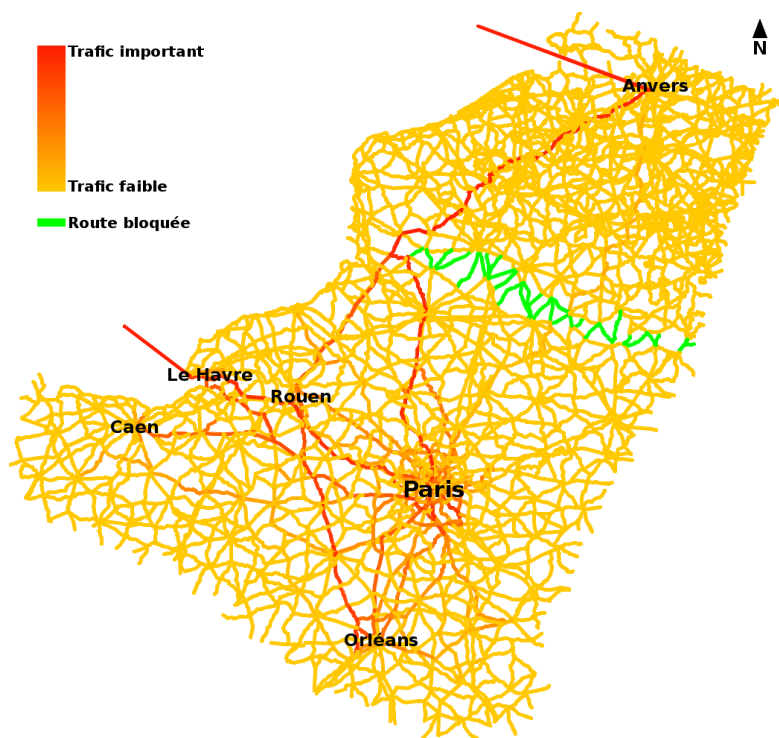 Trafic important
N
Anvers
Trafic faible
Route bloquée
Le Havre
Rouen
Caen
Paris
Orléans